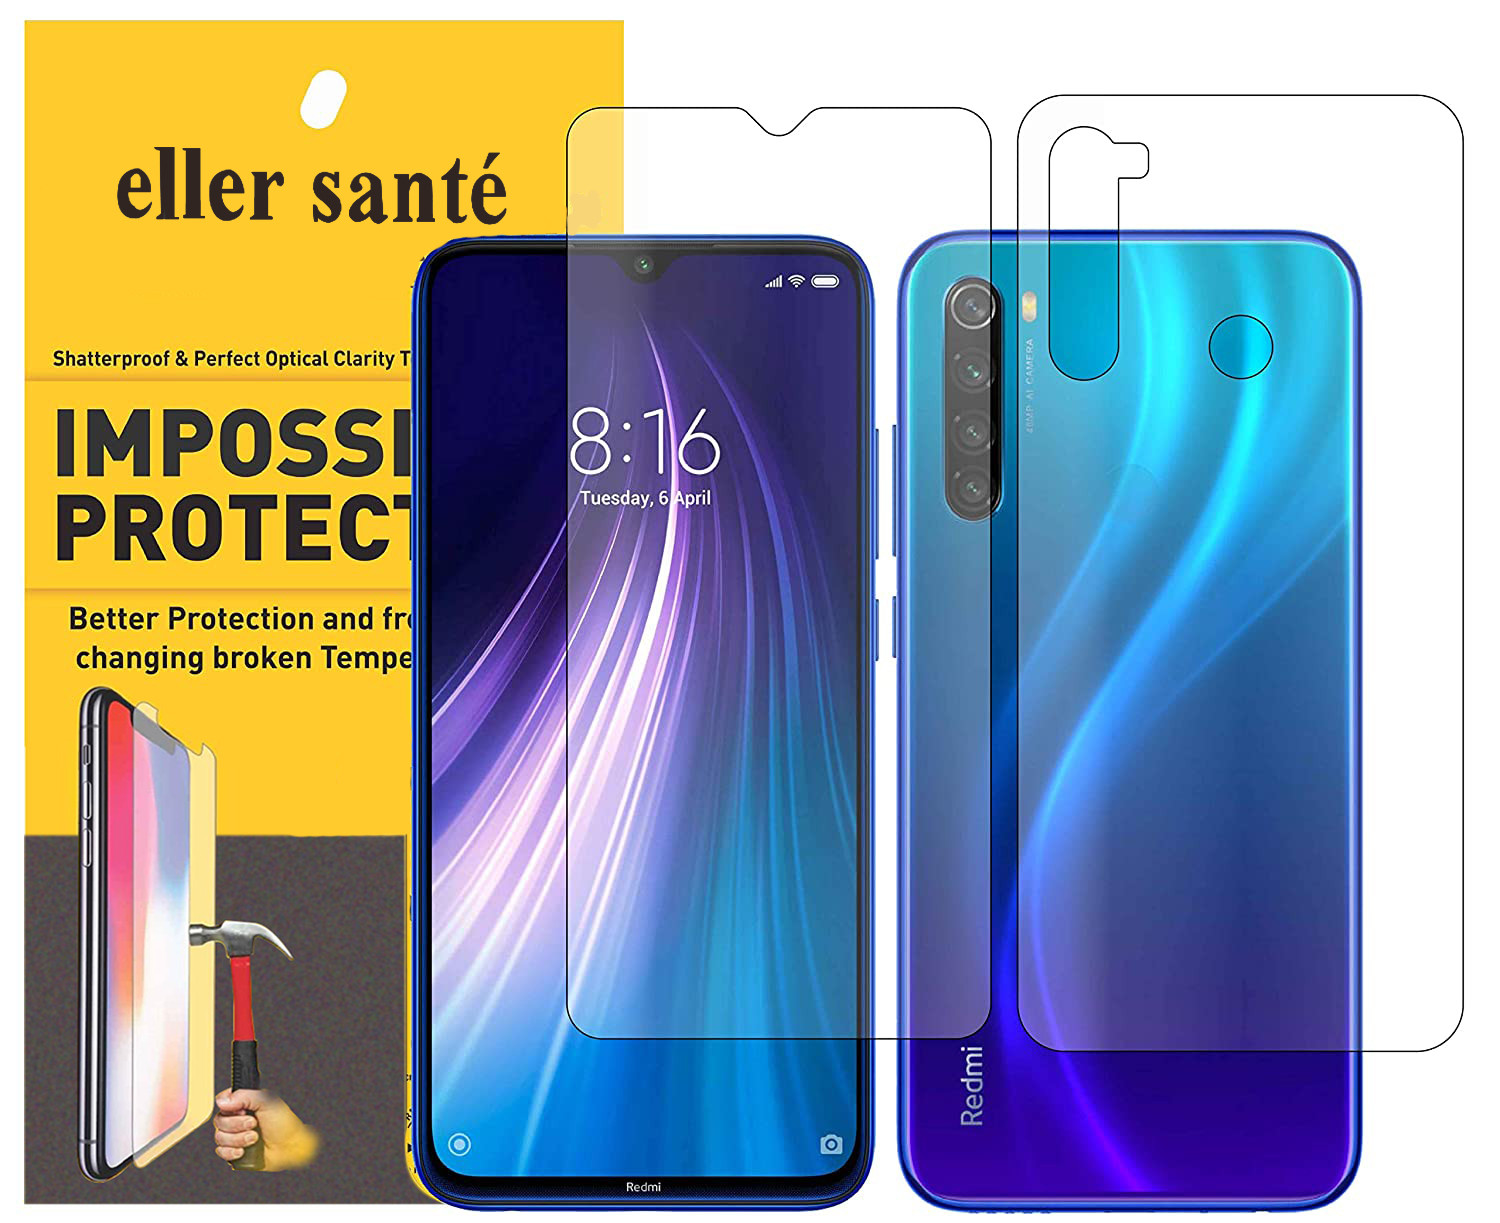 eller santé
Shatterproof & Perfect Optical Clarity T
IMPOSSI
PROTECT
Better Protection and fr
changing broken Tempe
8:16
Tuesday, 6 April
Redmi
48MP AI CAMERA
Redmi